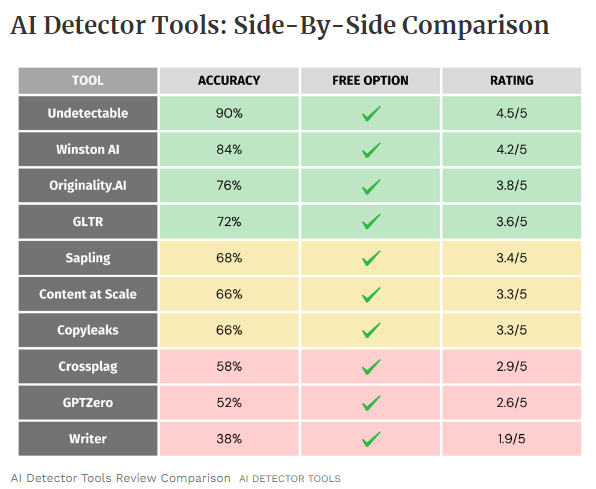 AI Detector Tools: Side-By-Side Comparison
TOOL ACCURACY FREE OPTION RATING
Undetectable 90% ✓ 4.5/5
Winston AI 84% ✓ 4.2/5
Originality.AI 76% ✓ 3.8/5
GLTR 72% ✓ 3.6/5
Sapling 68% ✓ 3.4/5
Content at Scale 66% ✓ 3.3/5
Copyleaks 66% ✓ 3.3/5
Crossplag 58% ✓ 2.9/5
GPTZero 52% ✓ 2.6/5
Writer 38% ✓ 1.9/5
AI Detector Tools Review Comparison AI DETECTOR TOOLS